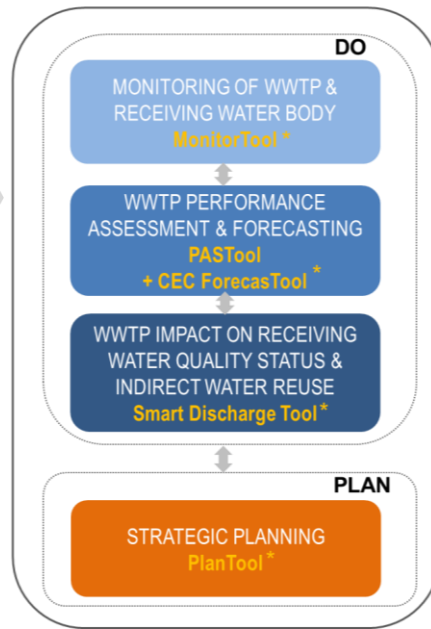 DO
MONITORING OF WWTP &
RECEIVING WATER BODY
MonitorTool *
WWTP PERFORMANCE
ASSESSMENT & FORECASTING
PASTool
+ CEC ForecasTool *
WWTP IMPACT ON RECEIVING
WATER QUALITY STATUS &
INDIRECT WATER REUSE
Smart Discharge Tool *
PLAN
STRATEGIC PLANNING
PlanTool *